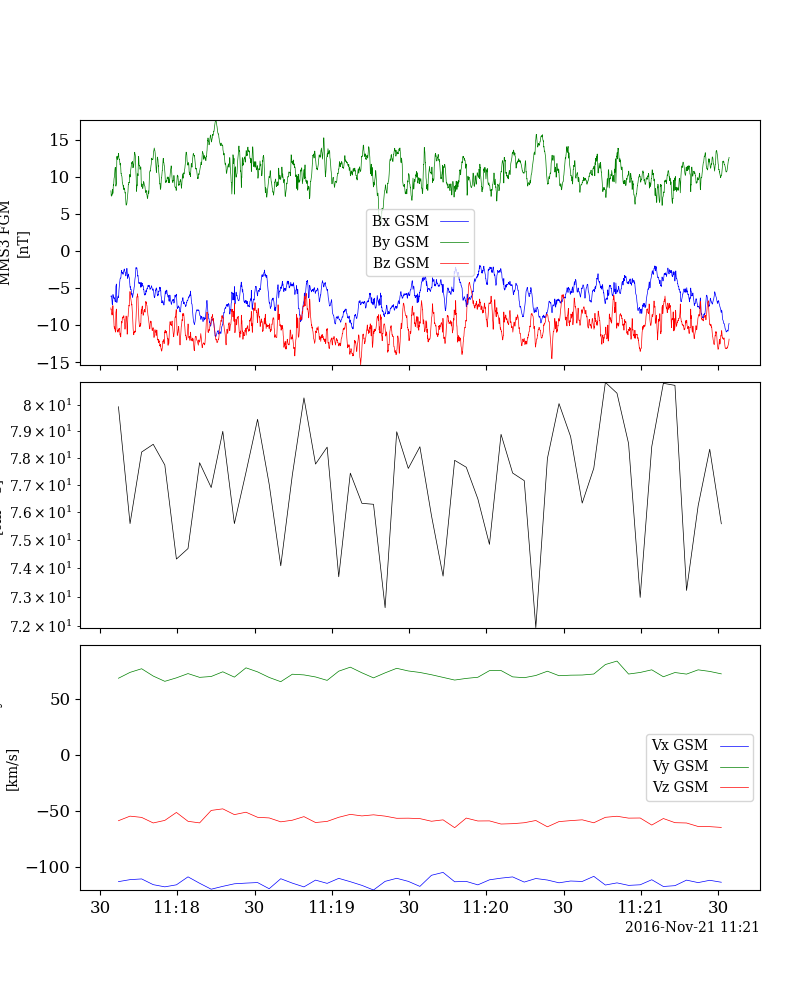 MMS3 FGM
[nT]
15
10
5
0
−5
−10
−15
Bx GSM
By GSM
Bz GSM
8 × 10¹
7.9 × 10¹
7.8 × 10¹
7.7 × 10¹
7.6 × 10¹
7.5 × 10¹
7.4 × 10¹
7.3 × 10¹
7.2 × 10¹
[km/s]
50
0
−50
−100
Vx GSM
Vy GSM
Vz GSM
30 11:18 30 11:19 30 11:20 30 11:21 30
2016-Nov-21 11:21